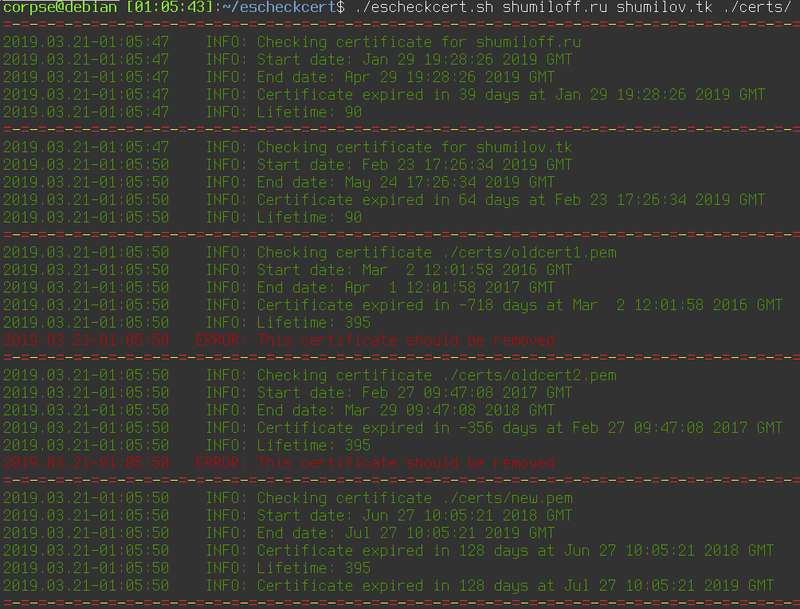 corpse@debian [01:05:43]:~/escheckcert$ ./escheckcert.sh shumiloff.ru shumilov.tk ./certs/
=-=-=-=-=-=-=-=-=-=-=-=-=-=-=-=-=-=-=-=-=-=-=-=-=-=-=-=-=-=-=-=-=-=-=-=-=-=-=-=-=-=-=-=-=-=
2019.03.21-01:05:47    INFO: Checking certificate for shumiloff.ru
2019.03.21-01:05:47    INFO: Start date: Jan 29 19:28:26 2019 GMT
2019.03.21-01:05:47    INFO: End date: Apr 29 19:28:26 2019 GMT
2019.03.21-01:05:47    INFO: Certificate expired in 39 days at Jan 29 19:28:26 2019 GMT
2019.03.21-01:05:47    INFO: Lifetime: 90
=-=-=-=-=-=-=-=-=-=-=-=-=-=-=-=-=-=-=-=-=-=-=-=-=-=-=-=-=-=-=-=-=-=-=-=-=-=-=-=-=-=-=-=-=-=
2019.03.21-01:05:47    INFO: Checking certificate for shumilov.tk
2019.03.21-01:05:50    INFO: Start date: Feb 23 17:26:34 2019 GMT
2019.03.21-01:05:50    INFO: End date: May 24 17:26:34 2019 GMT
2019.03.21-01:05:50    INFO: Certificate expired in 64 days at Feb 23 17:26:34 2019 GMT
2019.03.21-01:05:50    INFO: Lifetime: 90
=-=-=-=-=-=-=-=-=-=-=-=-=-=-=-=-=-=-=-=-=-=-=-=-=-=-=-=-=-=-=-=-=-=-=-=-=-=-=-=-=-=-=-=-=-=
2019.03.21-01:05:50    INFO: Checking certificate ./certs/oldcert1.pem
2019.03.21-01:05:50    INFO: Start date: Mar  2 12:01:58 2016 GMT
2019.03.21-01:05:50    INFO: End date: Apr  1 12:01:58 2017 GMT
2019.03.21-01:05:50    INFO: Certificate expired in -718 days at Mar  2 12:01:58 2016 GMT
2019.03.21-01:05:50    INFO: Lifetime: 395
2019.03.21-01:05:50   ERROR: This certificate should be removed
=-=-=-=-=-=-=-=-=-=-=-=-=-=-=-=-=-=-=-=-=-=-=-=-=-=-=-=-=-=-=-=-=-=-=-=-=-=-=-=-=-=-=-=-=-=
2019.03.21-01:05:50    INFO: Checking certificate ./certs/oldcert2.pem
2019.03.21-01:05:50    INFO: Start date: Feb 27 09:47:08 2017 GMT
2019.03.21-01:05:50    INFO: End date: Mar 29 09:47:08 2018 GMT
2019.03.21-01:05:50    INFO: Certificate expired in -356 days at Feb 27 09:47:08 2017 GMT
2019.03.21-01:05:50    INFO: Lifetime: 395
2019.03.21-01:05:50   ERROR: This certificate should be removed
=-=-=-=-=-=-=-=-=-=-=-=-=-=-=-=-=-=-=-=-=-=-=-=-=-=-=-=-=-=-=-=-=-=-=-=-=-=-=-=-=-=-=-=-=-=
2019.03.21-01:05:50    INFO: Checking certificate ./certs/new.pem
2019.03.21-01:05:50    INFO: Start date: Jun 27 10:05:21 2018 GMT
2019.03.21-01:05:50    INFO: End date: Jul 27 10:05:21 2019 GMT
2019.03.21-01:05:50    INFO: Certificate expired in 128 days at Jun 27 10:05:21 2018 GMT
2019.03.21-01:05:50    INFO: Lifetime: 395
2019.03.21-01:05:50    INFO: Certificate expired in 128 days at Jul 27 10:05:21 2019 GMT
=-=-=-=-=-=-=-=-=-=-=-=-=-=-=-=-=-=-=-=-=-=-=-=-=-=-=-=-=-=-=-=-=-=-=-=-=-=-=-=-=-=-=-=-=-=